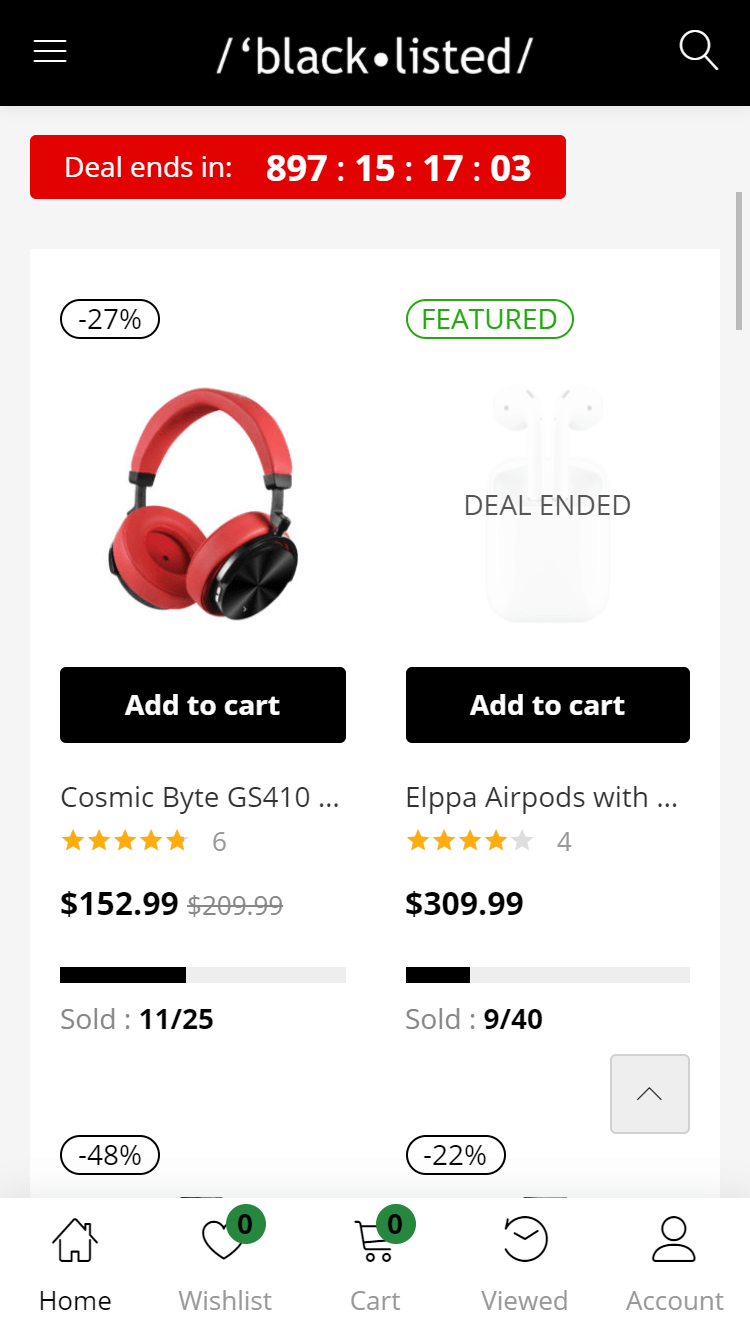 /‘black•listed/
Deal ends in: 897 : 15 : 17 : 03
-27%
FEATURED
DEAL ENDED
Add to cart
Add to cart
Cosmic Byte GS410 ...
6
$152.99 $209.99
Sold : 11/25
Elppa Airpods with ...
4
$309.99
Sold : 9/40
-48%
-22%
Home
0
Wishlist
0
Cart
Viewed
Account